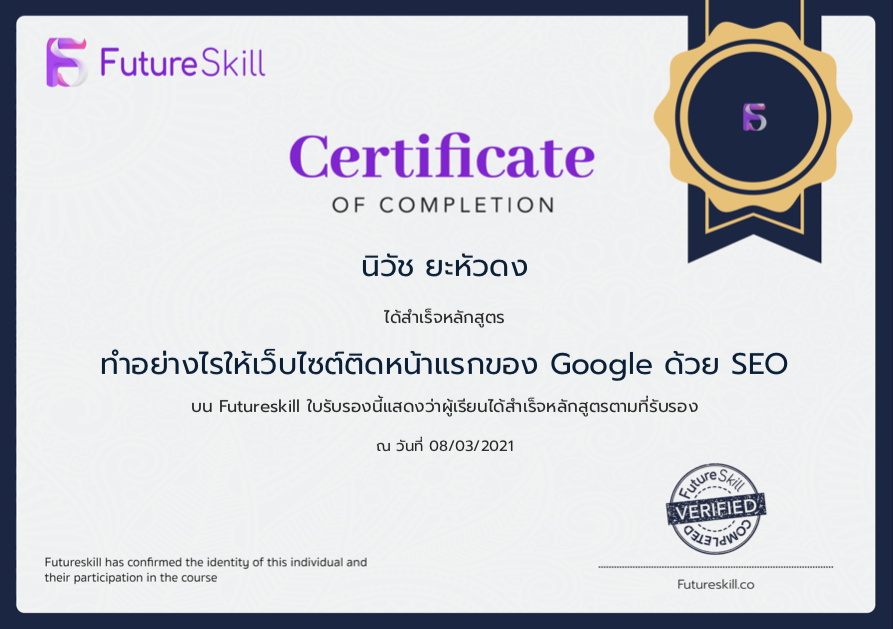 FutureSkill
Certificate
OF COMPLETION
นิวัช ยะหัวดง
ได้สำเร็จหลักสูตร
ทำอย่างไรให้เว็บไซต์ติดหน้าแรกของ Google ด้วย SEO
บน Futureskill ใบรับรองนี้แสดงว่าผู้เรียนได้สำเร็จหลักสูตรตามที่รับรอง
ณ วันที่ 08/03/2021
FutureSkill
VERIFIED
COMPLETED
Futureskill has confirmed the identity of this individual and
their participation in the course
Futureskill.co